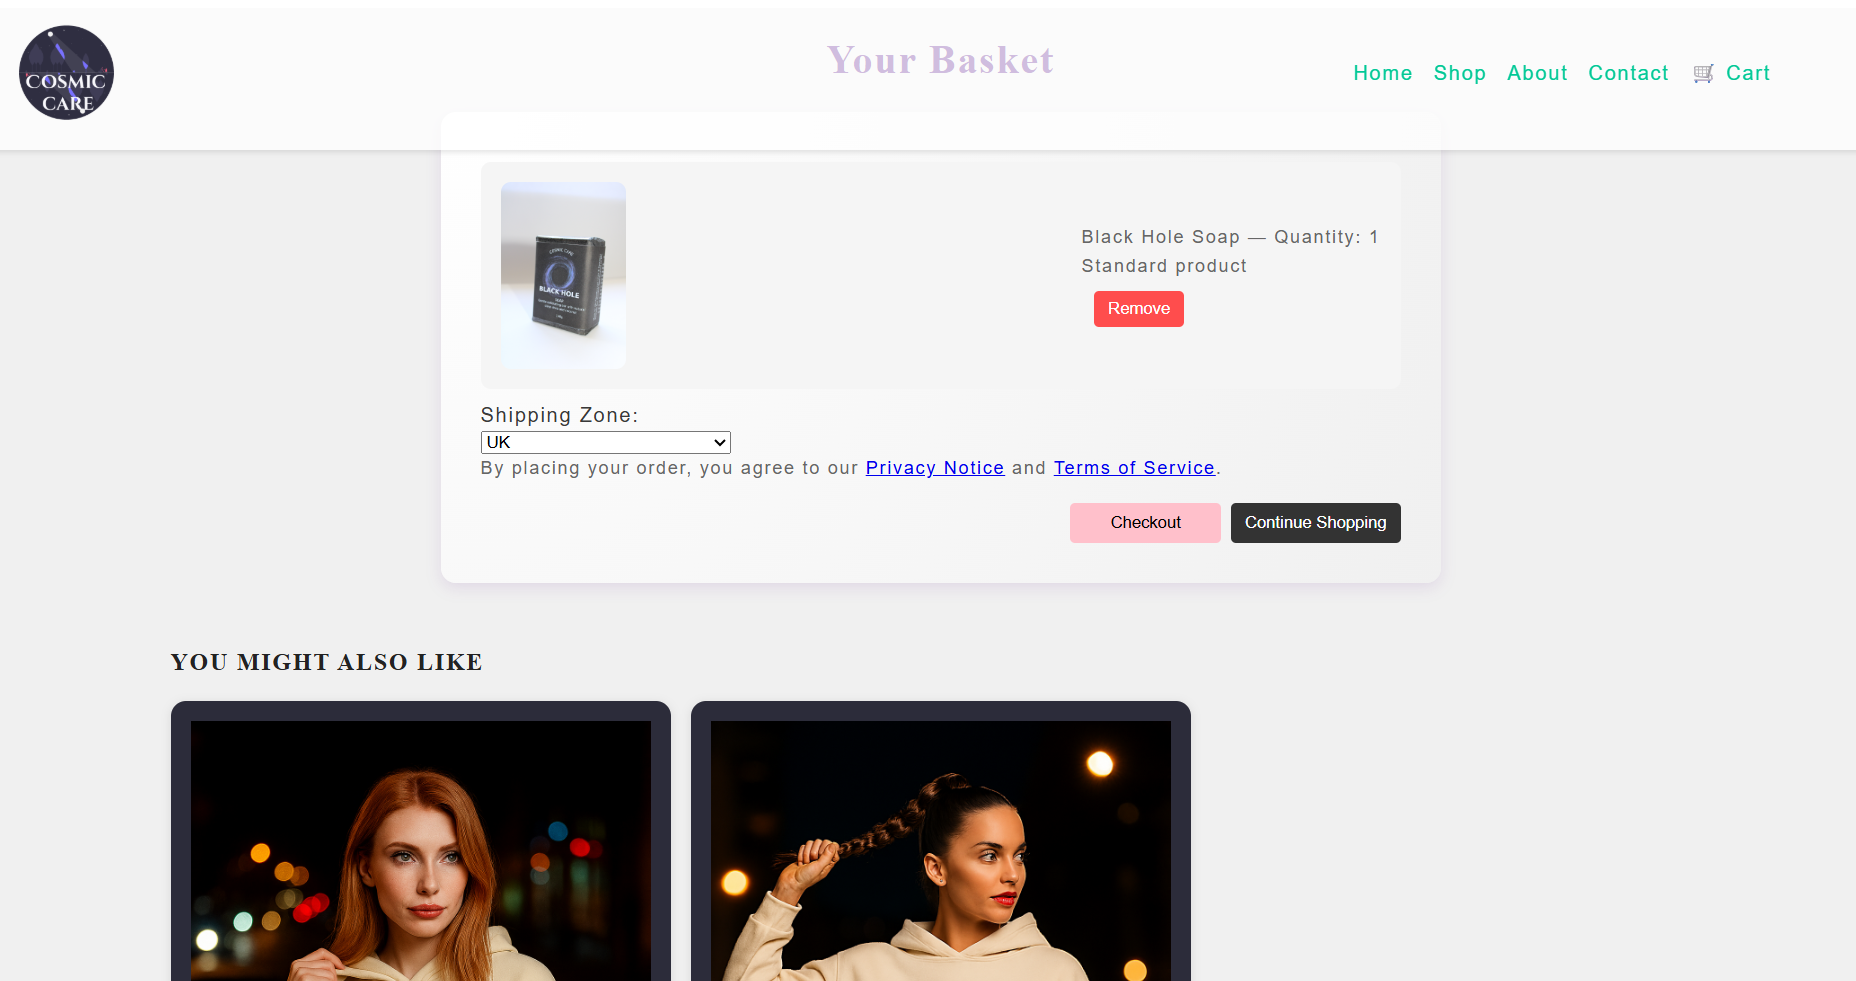 COSMIC
CARE
Your Basket
Home Shop About Contact 🛒 Cart
BLACK HOLE
Black Hole Soap — Quantity: 1
Standard product
Remove
Shipping Zone:
UK
By placing your order, you agree to our Privacy Notice and Terms of Service.
Checkout
Continue Shopping
YOU MIGHT ALSO LIKE